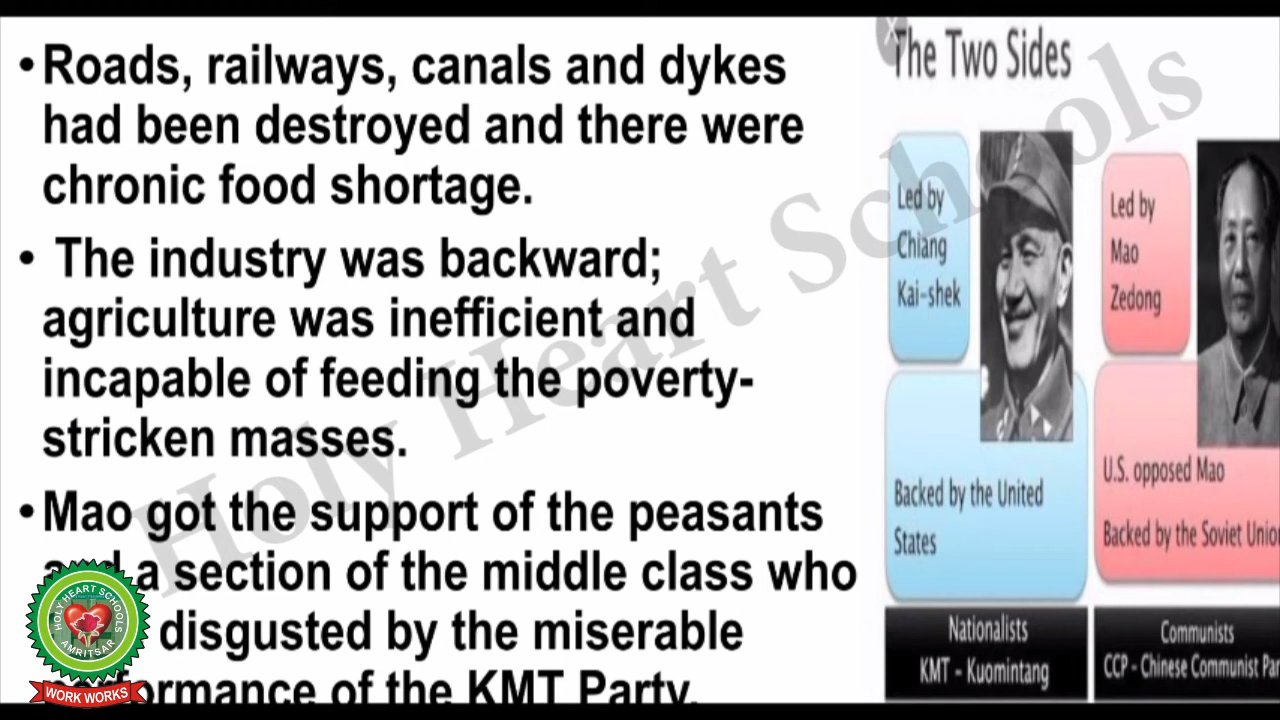 • Roads, railways, canals and dykes
had been destroyed and there were
chronic food shortage.
• The industry was backward;
agriculture was inefficient and
incapable of feeding the poverty-
stricken masses.
• Mao got the support of the peasants
a section of the middle class who
disgusted by the miserable
of the KMT Party.
The Two Sides
Led by
Chiang
Kai-shek
Backed by the United
States
Nationalists
KMT - Kuomintang
Led by
Mao
Zedong
U.S. opposed Mao
Backed by the Soviet
Communists
CCP - Chinese Communist
Holy Heart Schools
HOLY HEART SCHOOLS
AMRITSAR
WORK WORKS